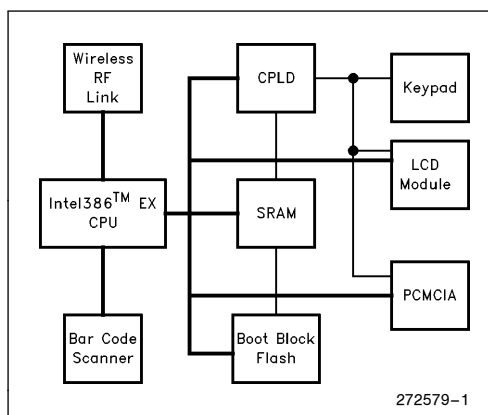 Wireless
RF
Link
CPLD
Keypad
Intel386™ EX
CPU
SRAM
LCD
Module
Bar Code
Scanner
Boot Block
Flash
PCMCIA
272579-1